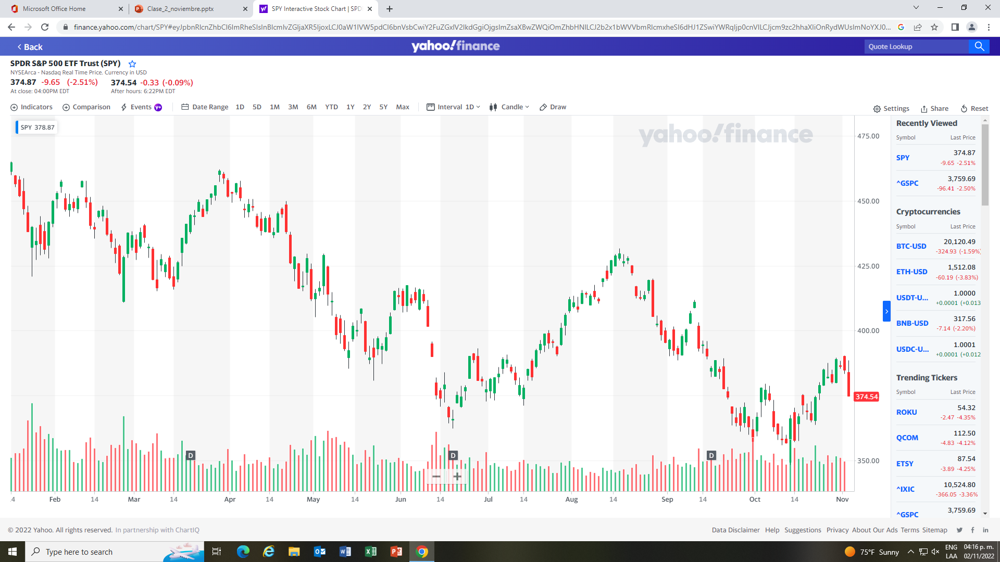 Microsoft Office Home
Clase_2_noviembre.pptx
SPY Interactive Stock Chart | SPD
Back
yahoo!finance
Quote Lookup
SPDR S&P 500 ETF Trust (SPY)
NYSEArca - Nasdaq Real Time Price. Currency in USD
374.87 -9.65 (-2.51%) 374.54 -0.33 (-0.09%)
At close: 04:00PM EDT After hours: 6:22PM EDT
Indicators Comparison Events Y+ Date Range 1D 5D 1M 3M 6M YTD 1Y 2Y 5Y Max Interval 1D Candle Draw
Settings Share Reset
SPY 378.87
yahoo!finance
475.00
450.00
425.00
400.00
374.54
350.00
D D D
− +
14 Feb 14 Mar 14 Apr 14 May 14 Jun 14 Jul 14 Aug 14 Sep 14 Oct 14 Nov
Recently Viewed
Symbol Last Price
SPY 374.87
-9.65 -2.51%
^GSPC 3,759.69
-96.41 -2.50%
Cryptocurrencies
Symbol Last Price
BTC-USD 20,120.49
-324.93 (-1.59%)
ETH-USD 1,512.08
-60.19 (-3.83%)
USDT-U... 1.0000
+0.0001 (+0.013
BNB-USD 317.56
-7.14 (-2.20%)
USDC-U... 1.0001
+0.0001 (+0.012
Trending Tickers
Symbol Last Price
ROKU 54.32
-2.47 -4.35%
QCOM 112.50
-4.83 -4.12%
ETSY 87.54
-3.89 -4.25%
^IXIC 10,524.80
-366.05 -3.36%
^GSPC 3,759.69
© 2022 Yahoo. All rights reserved. In partnership with ChartIQ
Data Disclaimer Help Suggestions Privacy About Our Ads Terms Sitemap
Type here to search
75°F Sunny
ENG 04:16 p. m.
LAA 02/11/2022